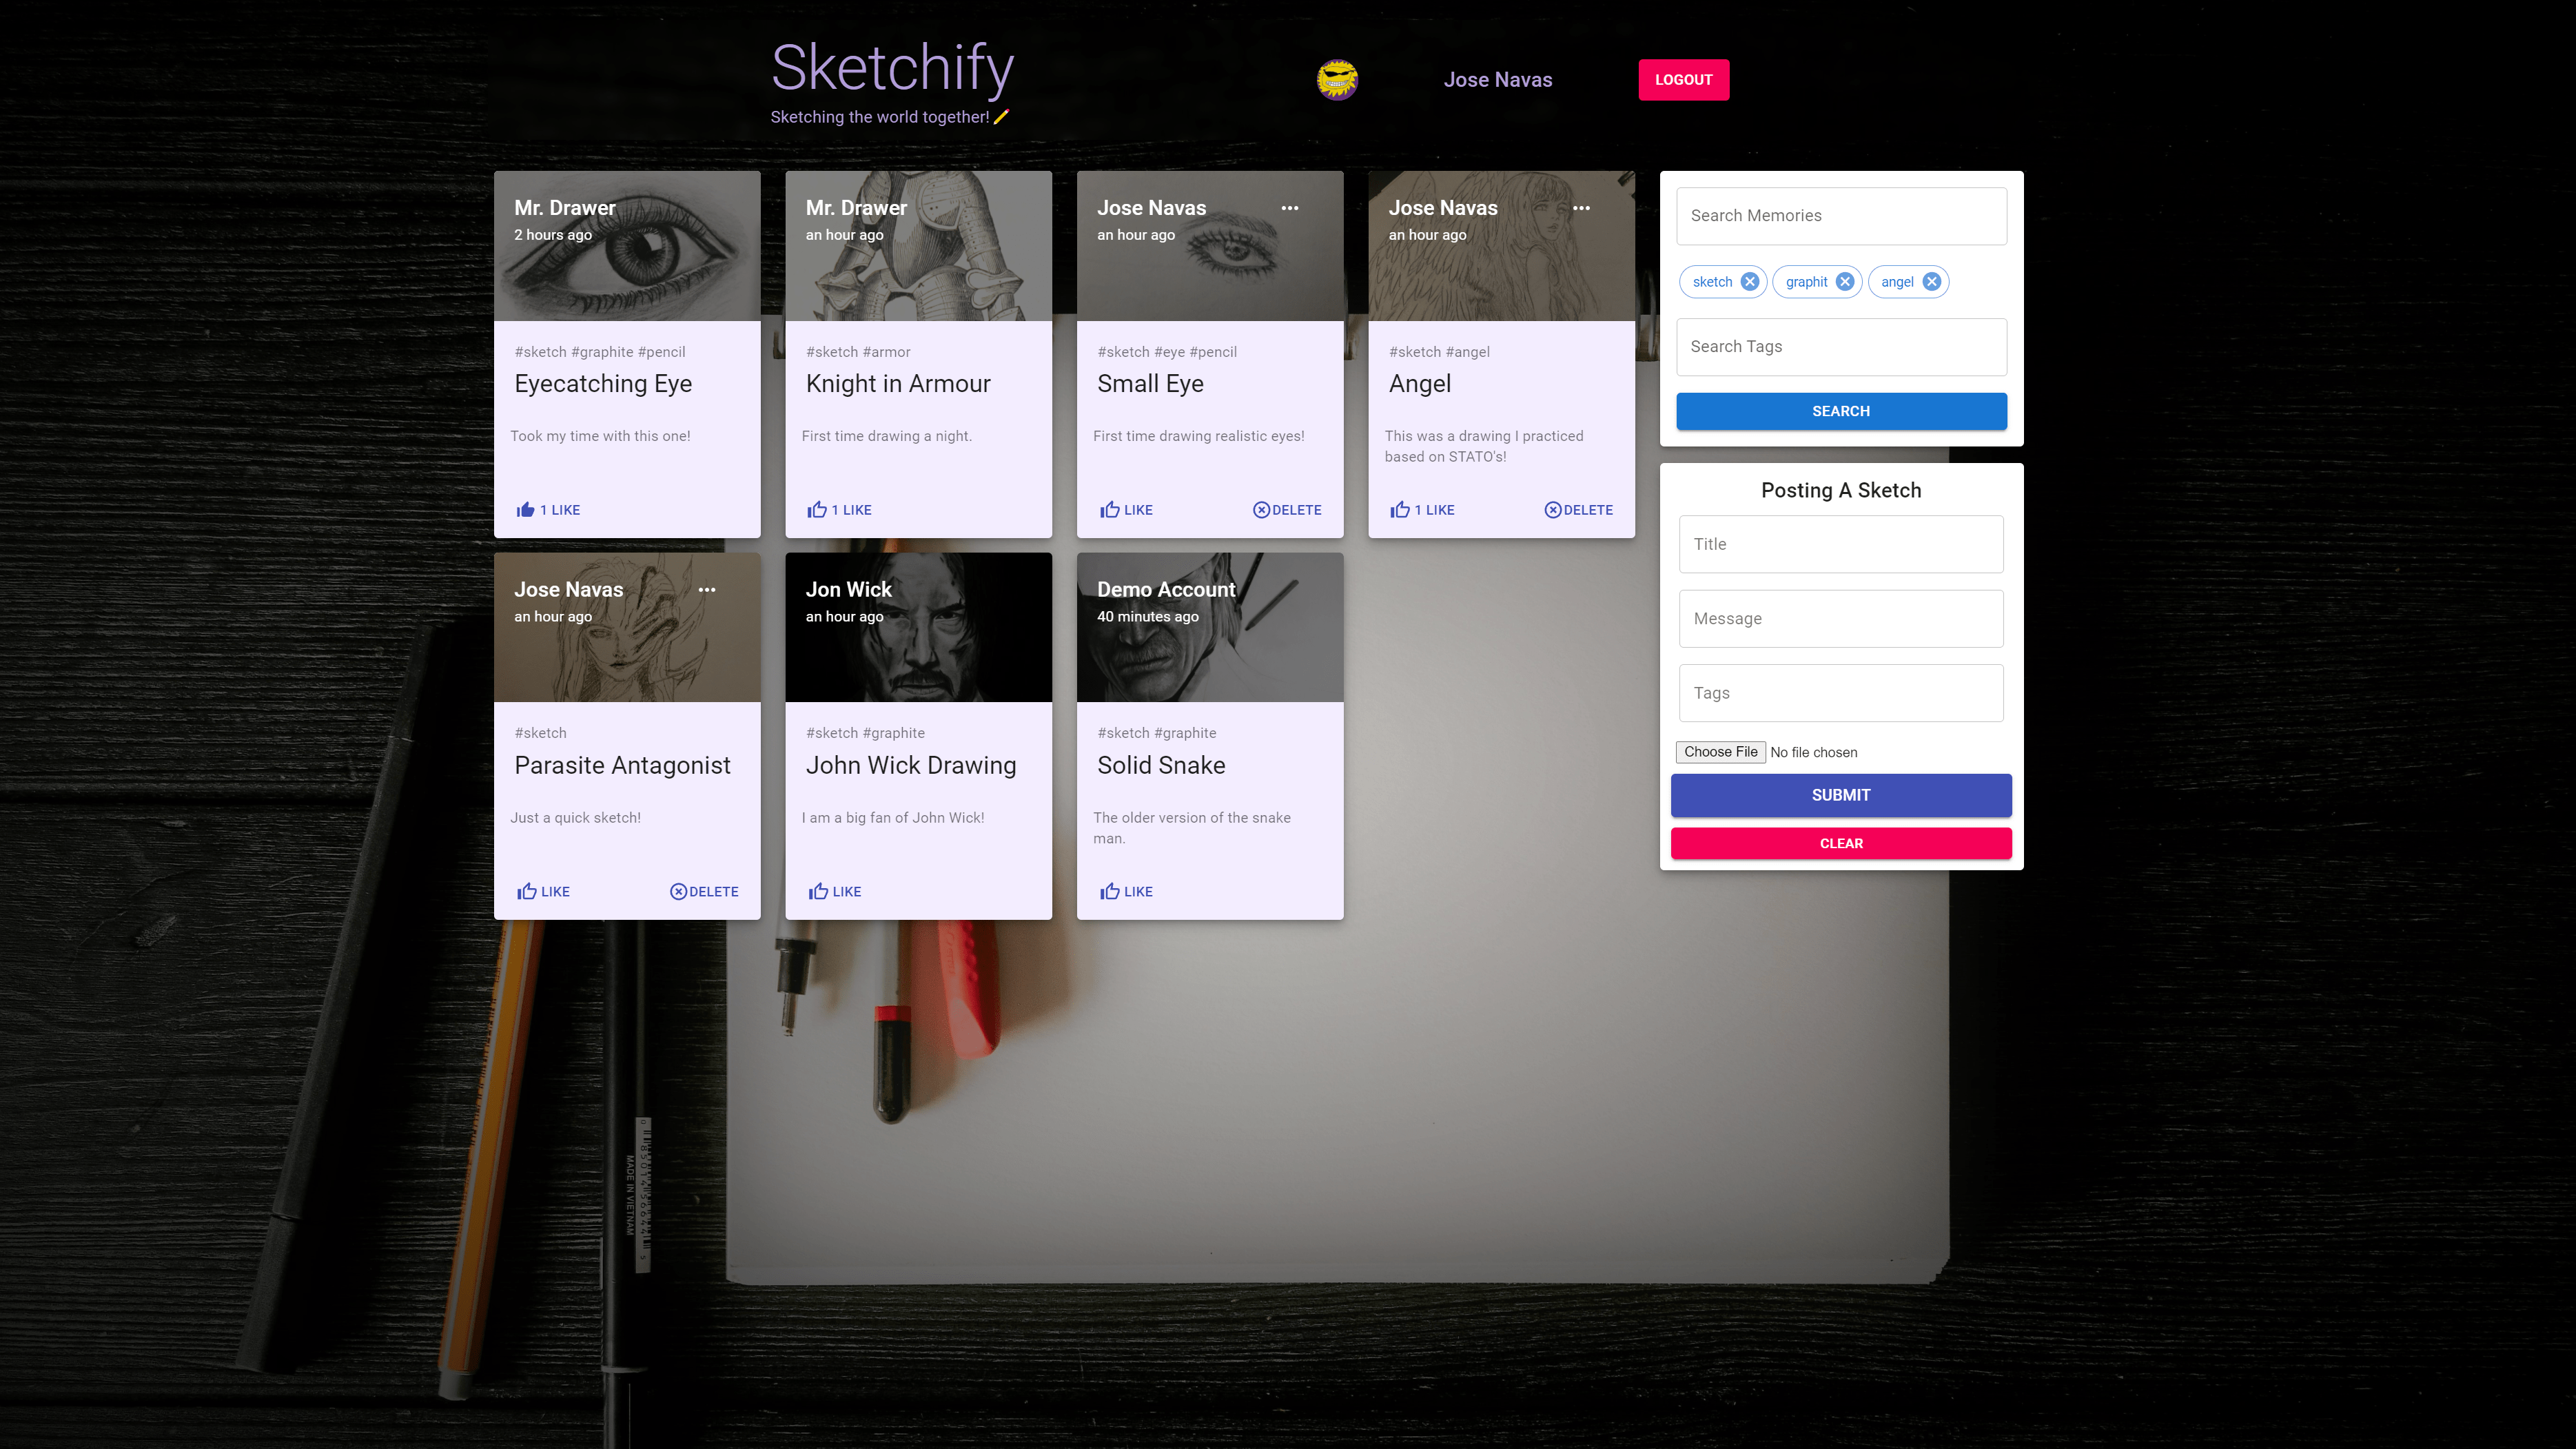 Sketchify
Sketching the world together!
Jose Navas
LOGOUT
Mr. Drawer
2 hours ago
#sketch #graphite #pencil
Eyecatching Eye
Took my time with this one!
1 LIKE
Mr. Drawer
an hour ago
#sketch #armor
Knight in Armour
First time drawing a night.
1 LIKE
Jose Navas
an hour ago
#sketch #eye #pencil
Small Eye
First time drawing realistic eyes!
LIKE
DELETE
Jose Navas
an hour ago
#sketch #angel
Angel
This was a drawing I practiced
based on STATO's!
1 LIKE
DELETE
Jose Navas
an hour ago
#sketch
Parasite Antagonist
Just a quick sketch!
LIKE
DELETE
Jon Wick
an hour ago
#sketch #graphite
John Wick Drawing
I am a big fan of John Wick!
LIKE
Demo Account
40 minutes ago
#sketch #graphite
Solid Snake
The older version of the snake
man.
LIKE
Search Memories
sketch graphit angel
Search Tags
SEARCH
Posting A Sketch
Title
Message
Tags
Choose File No file chosen
SUBMIT
CLEAR
MADE IN VIETNAM